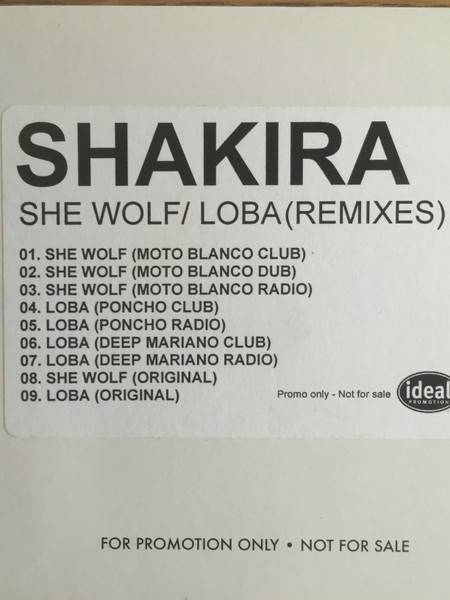 SHAKIRA
SHE WOLF/ LOBA(REMIXES)
01. SHE WOLF (MOTO BLANCO CLUB)
02. SHE WOLF (MOTO BLANCO DUB)
03. SHE WOLF (MOTO BLANCO RADIO)
04. LOBA (PONCHO CLUB)
05. LOBA (PONCHO RADIO)
06. LOBA (DEEP MARIANO CLUB)
07. LOBA (DEEP MARIANO RADIO)
08. SHE WOLF (ORIGINAL)
09. LOBA (ORIGINAL)
Promo only - Not for sale
ideal
PROMOTION
FOR PROMOTION ONLY • NOT FOR SALE